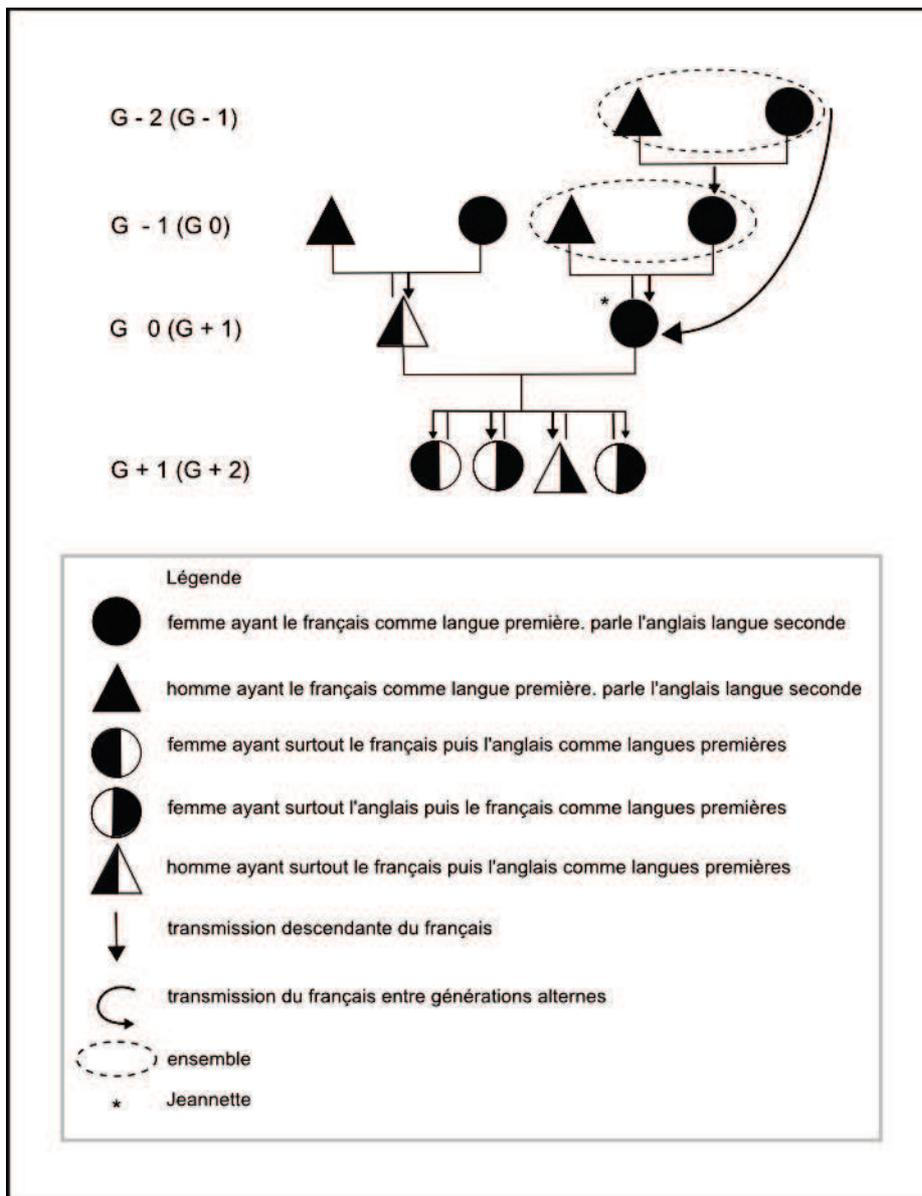 G - 2 (G - 1)
G - 1 (G 0)
*
G 0 (G + 1)
G + 1 (G + 2)
Légende
femme ayant le français comme langue première. parle l'anglais langue seconde
homme ayant le français comme langue première. parle l'anglais langue seconde
femme ayant surtout le français puis l'anglais comme langues premières
femme ayant surtout l'anglais puis le français comme langues premières
homme ayant surtout le français puis l'anglais comme langues premières
transmission descendante du français
transmission du français entre générations alternes
ensemble
* Jeannette